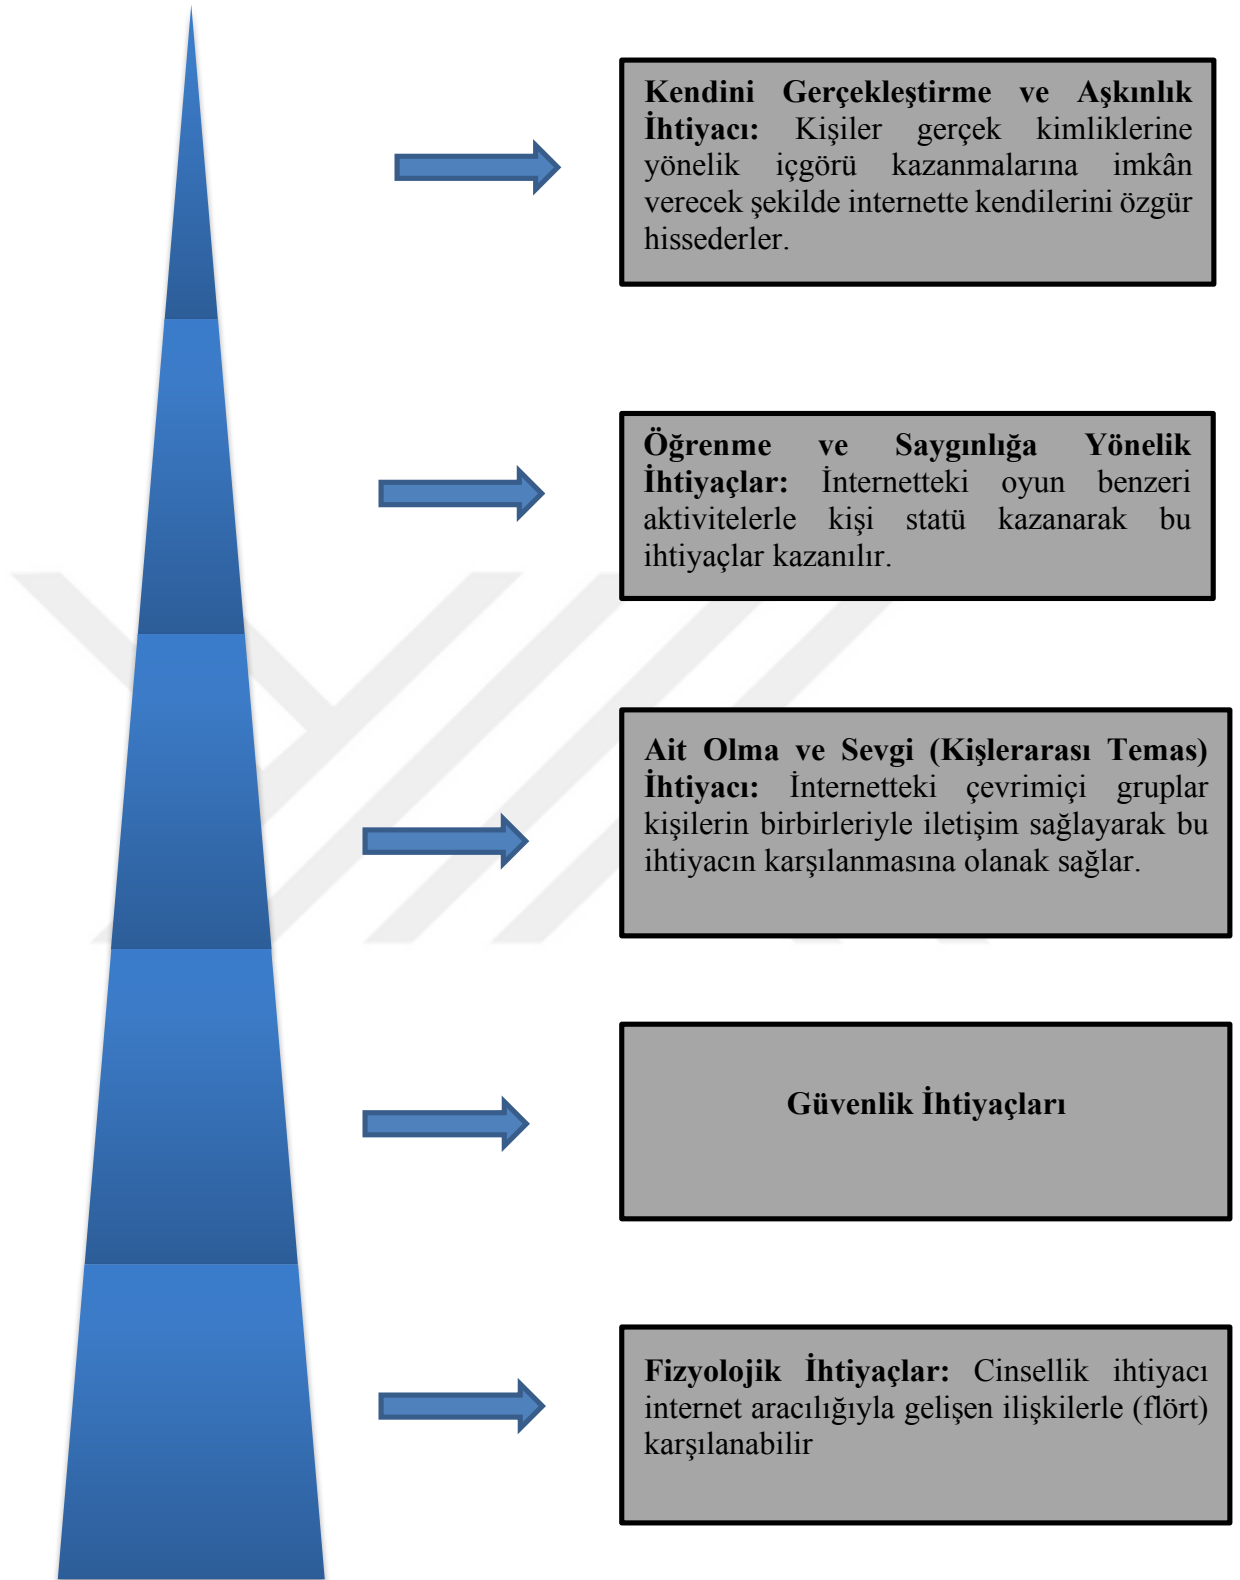 Kendini Gerçekleştirme ve Aşkınlık
İhtiyacı: Kişiler gerçek kimliklerine
yönelik içgörü kazanmalarına imkân
verecek şekilde internette kendilerini özgür
hissederler.
Öğrenme ve Saygınlığa Yönelik
İhtiyaçlar: İnternetteki oyun benzeri
aktivitelerle kişi statü kazanarak bu
ihtiyaçlar kazanılır.
Ait Olma ve Sevgi (Kişlerarası Temas)
İhtiyacı: İnternetteki çevrimiçi gruplar
kişilerin birbirleriyle iletişim sağlayarak bu
ihtiyacın karşılanmasına olanak sağlar.
Güvenlik İhtiyaçları
Fizyolojik İhtiyaçlar: Cinsellik ihtiyacı
internet aracılığıyla gelişen ilişkilerle (flört)
karşılanabilir